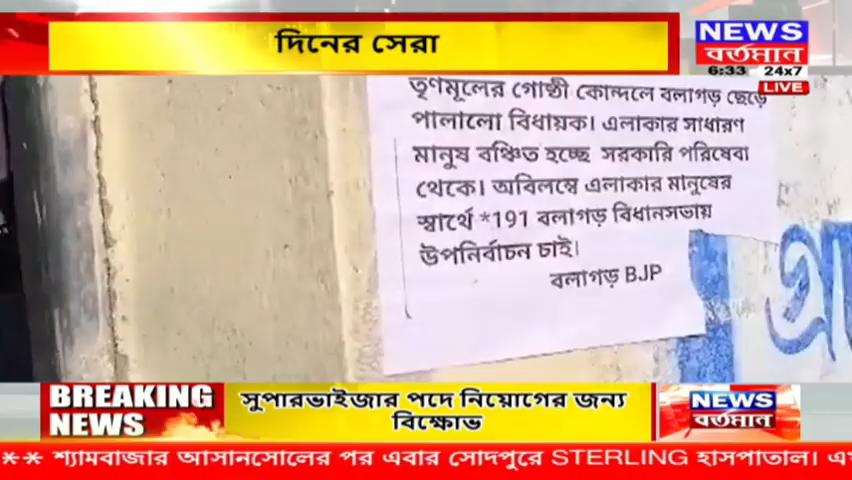 দিনের সেরা
NEWS
বর্তমান
6:33 24x7
LIVE
তৃণমূলের গোষ্ঠী কোন্দলে বলাগড় ছেড়ে
পালালো বিধায়ক। এলাকার সাধারণ
মানুষ বঞ্চিত হচ্ছে সরকারি পরিষেবা
থেকে। অবিলম্বে এলাকার মানুষের
স্বার্থে *191 বলাগড় বিধানসভায়
উপনির্বাচন চাই।
বলাগড় BJP
BREAKING
NEWS
সুপারভাইজার পদে নিয়োগের জন্য
বিক্ষোভ
NEWS
বর্তমান
** শ্যামবাজার আসানসোলের পর এবার সোদপুরে STERLING হাসপাতাল।